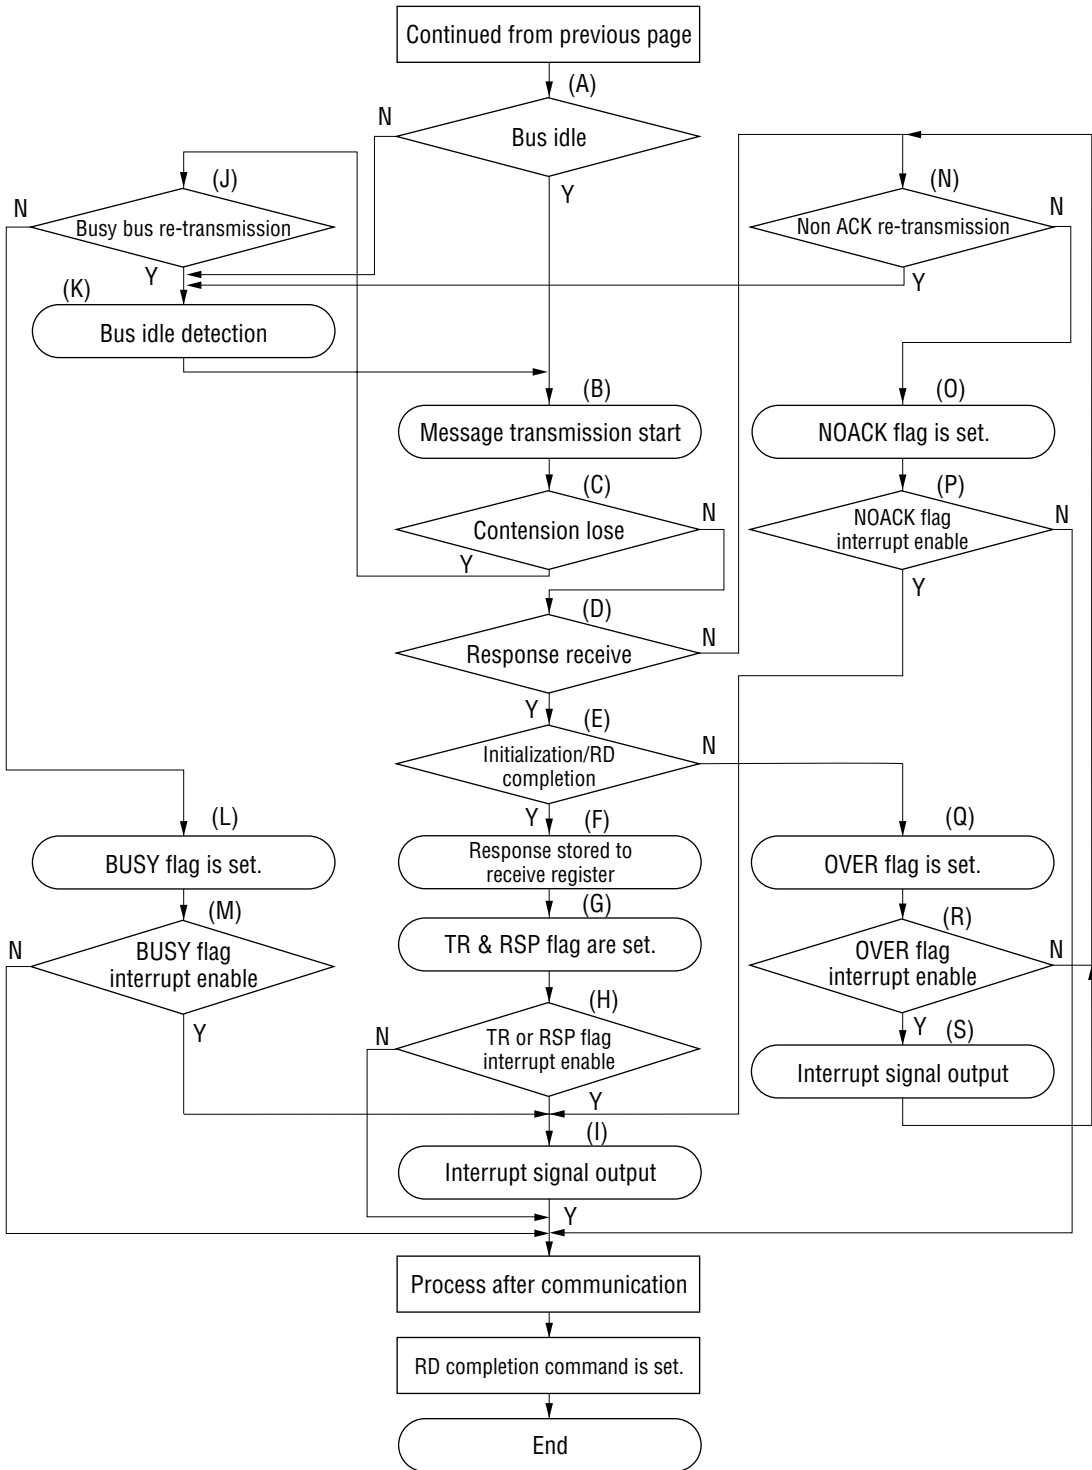 Continued from previous page
(A)
N
Bus idle
Y
(J)
N
Busy bus re-transmission
Y
(N)
N
Non ACK re-transmission
Y
(K)
Bus idle detection
(B)
Message transmission start
(O)
NOACK flag is set.
(C)
N
Contension lose
Y
(P)
N
NOACK flag
interrupt enable
Y
(D)
N
Response receive
Y
(E)
N
Initialization/RD
completion
Y
(F)
Response stored to
receive register
(L)
BUSY flag is set.
(Q)
OVER flag is set.
(G)
TR & RSP flag are set.
(M)
N
BUSY flag
interrupt enable
Y
(R)
N
OVER flag
interrupt enable
Y
(H)
N
TR or RSP flag
interrupt enable
Y
(S)
Interrupt signal output
(I)
Interrupt signal output
Y
Process after communication
RD completion command is set.
End